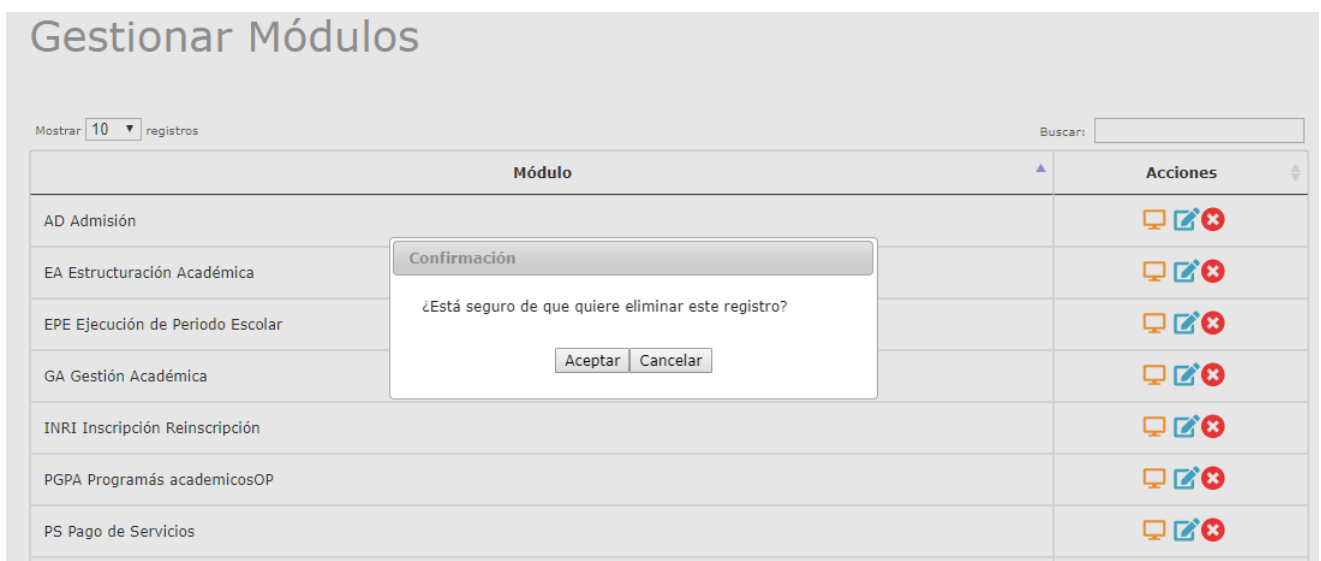 Gestionar Módulos
Mostrar 10 registros Buscar:
Módulo Acciones
AD Admisión
EA Estructuración Académica
EPE Ejecución de Periodo Escolar
GA Gestión Académica
INRI Inscripción Reinscripción
PGPA Programás academicosOP
PS Pago de Servicios
Confirmación
¿Está seguro de que quiere eliminar este registro?
Aceptar Cancelar